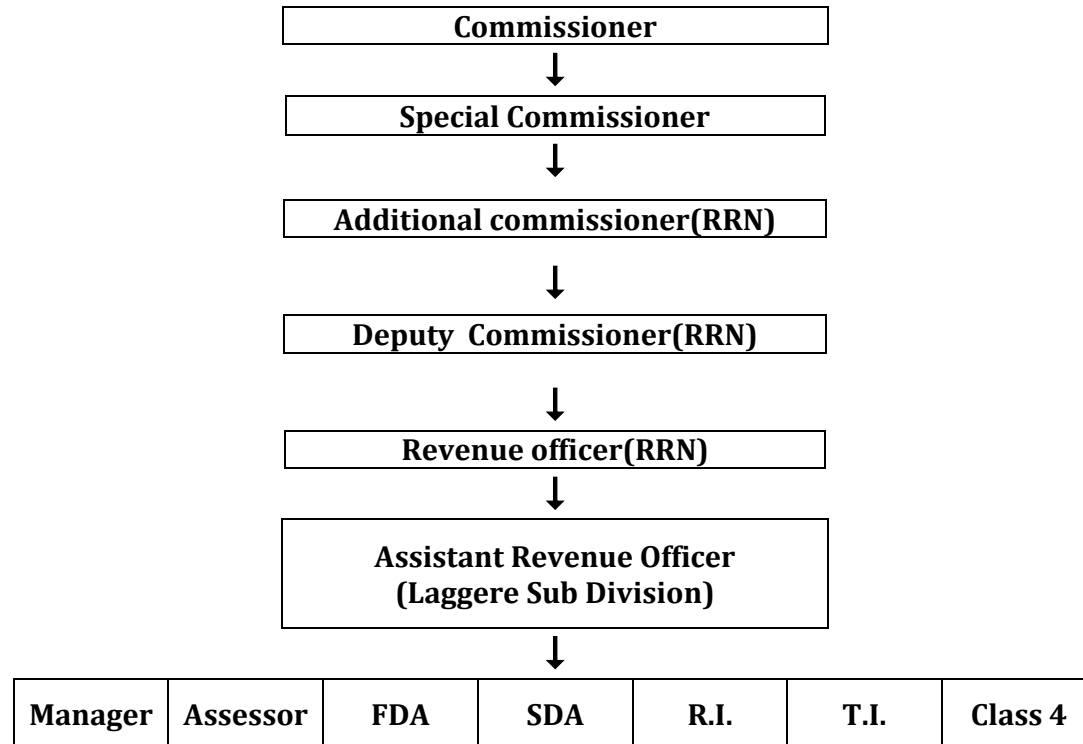 Commissioner
Special Commissioner
Additional commissioner(RRN)
Deputy Commissioner(RRN)
Revenue officer(RRN)
Assistant Revenue Officer
(Laggere Sub Division)
Manager Assessor FDA SDA R.I. T.I. Class 4